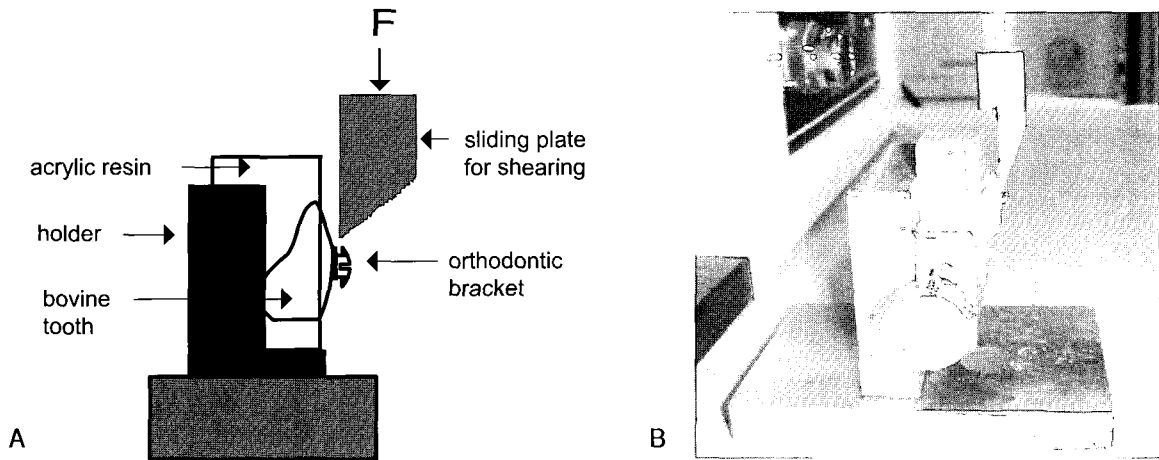 F
sliding plate
for shearing
acrylic resin
holder
orthodontic
bracket
bovine
tooth
A
B